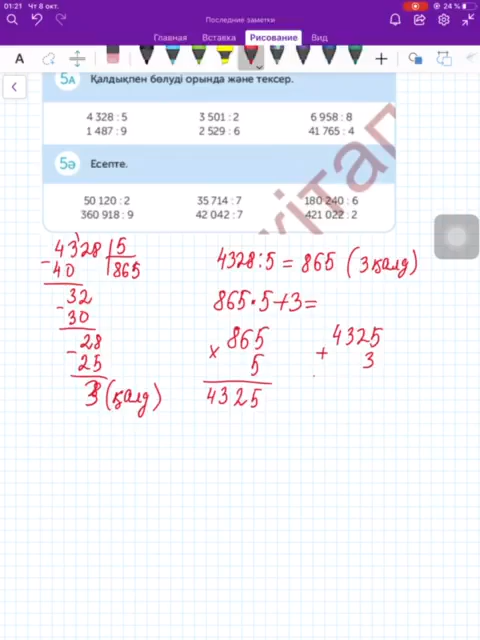 01:21 Чт 8 окт.
24 %
Последние заметки
Главная Вставка Рисование Вид
A
5А Қалдықпен бөлуді орында және тексер.
4 328 : 5 3 501 : 2 6 958 : 8
1 487 : 9 2 529 : 6 41 765 : 4
5ә Есепте.
50 120 : 2 35 714 : 7 180 240 : 6
360 918 : 9 42 042 : 7 421 022 : 2
кітап
- 4328 | 5
40 865
- 32
30
- 28
25
3 (қалд)
4328:5 = 865 (3 қалд)
865·5+3=
× 865
5
4325
+ 4325
3